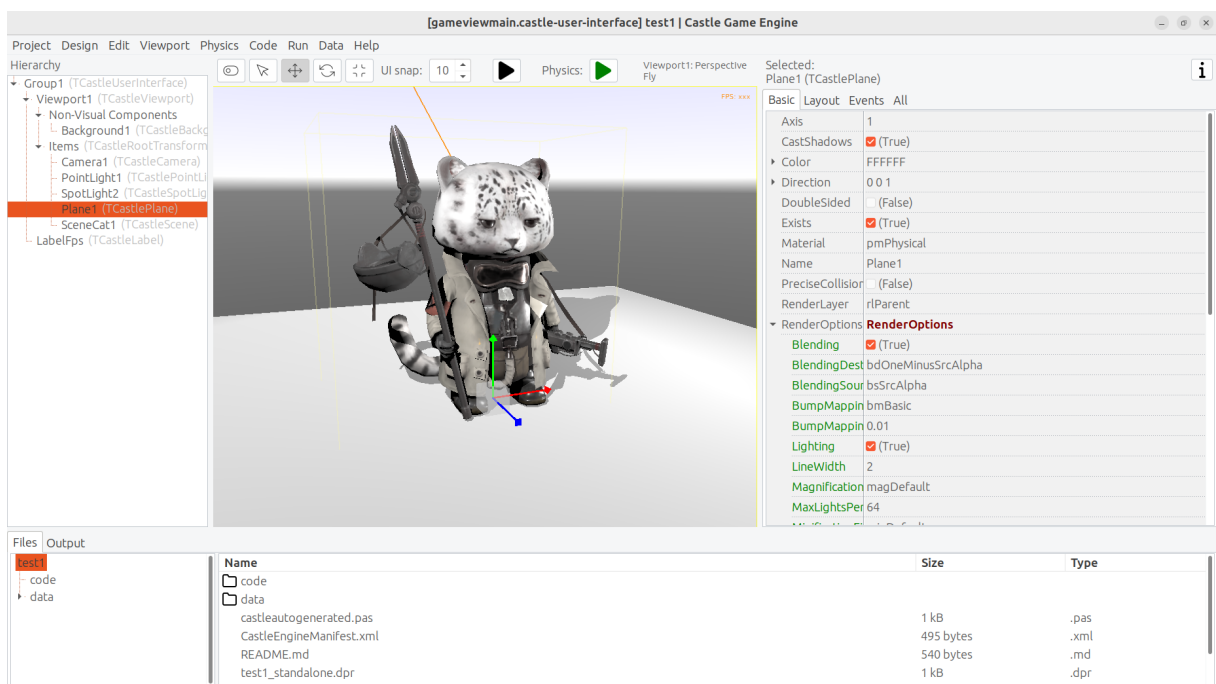 [gameviewmain.castle-user-interface] test1 | Castle Game Engine
Project Design Edit Viewport Physics Code Run Data Help
Hierarchy
Group1 (TCastleUserInterface)
Viewport1 (TCastleViewport)
Non-Visual Components
Background1 (TCastleBackg
Items (TCastleRootTransform
Camera1 (TCastleCamera)
PointLight1 (TCastlePointLi
SpotLight2 (TCastleSpotLig
Plane1 (TCastlePlane)
SceneCat1 (TCastleScene)
LabelFps (TCastleLabel)
UI snap: 10 Physics: Viewport1: Perspective
Fly
FPS: xxx
Selected:
Plane1 (TCastlePlane)
i
Basic Layout Events All
Axis 1
CastShadows (True)
Color FFFFFF
Direction 0 0 1
DoubleSided (False)
Exists (True)
Material pmPhysical
Name Plane1
PreciseCollision (False)
RenderLayer rlParent
RenderOptions RenderOptions
Blending (True)
BlendingDest bdOneMinusSrcAlpha
BlendingSour bsSrcAlpha
BumpMappin bmBasic
BumpMappin 0.01
Lighting (True)
LineWidth 2
Magnification magDefault
MaxLightsPer 64
Files Output
test1
code
data
Name Size Type
code
data
castleautogenerated.pas 1 kB .pas
CastleEngineManifest.xml 495 bytes .xml
README.md 540 bytes .md
test1_standalone.dpr 1 kB .dpr